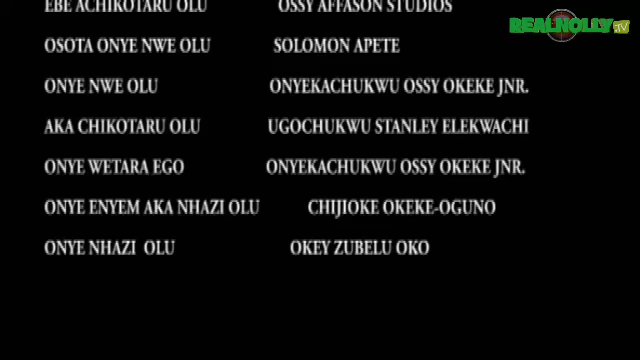 EBE ACHIKOTARU OLU OSSY AFFASON STUDIOS
REALNOLLY.TV
OSOTA ONYE NWE OLU SOLOMON APETE
ONYE NWE OLU ONYEKACHUKWU OSSY OKEKE JNR.
AKA CHIKOTARU OLU UGOCHUKWU STANLEY ELEKWACHI
ONYE WETARA EGO ONYEKACHUKWU OSSY OKEKE JNR.
ONYE ENYEM AKA NHAZI OLU CHIJIOKE OKEKE-OGUNO
ONYE NHAZI OLU OKEY ZUBELU OKO